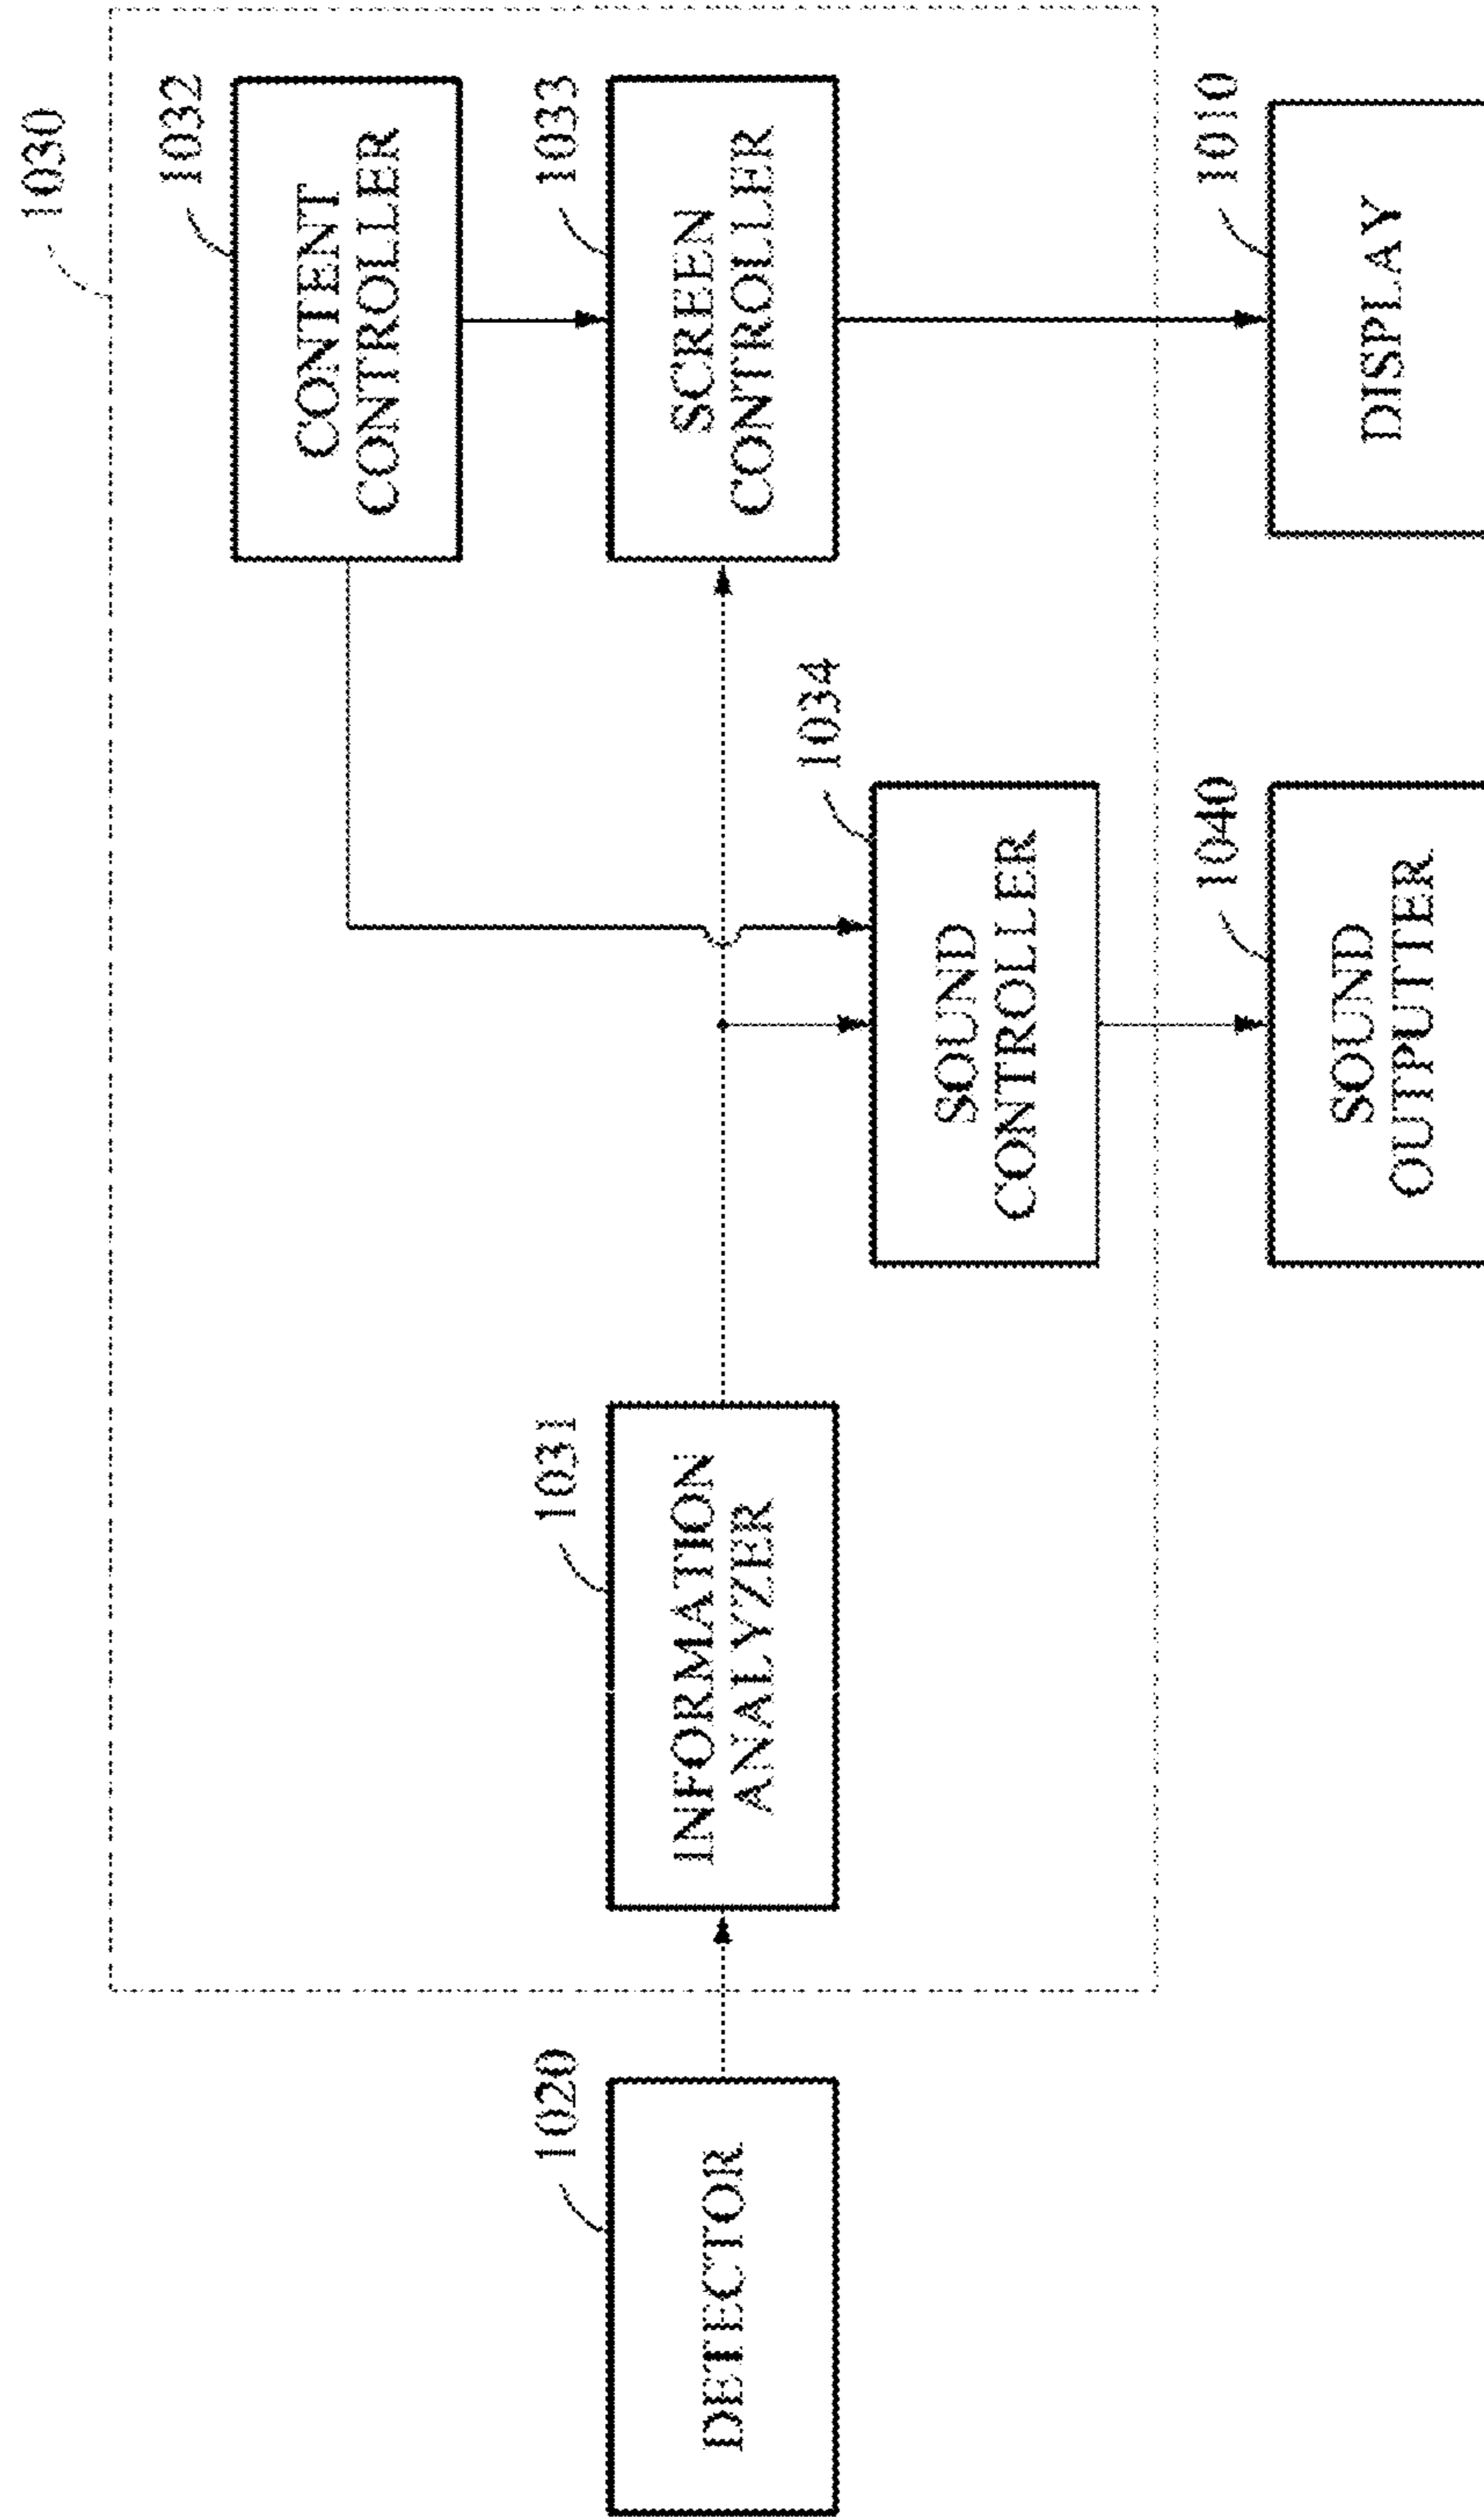 1030
1032
CONTENT
CONTROLLER
1020
DETECTOR
1031
INFORMATION
ANALYZER
1033
SCREEN
CONTROLLER
1034
SOUND
CONTROLLER
1040
SOUND
OUTPUTTER
1010
DISPLAY